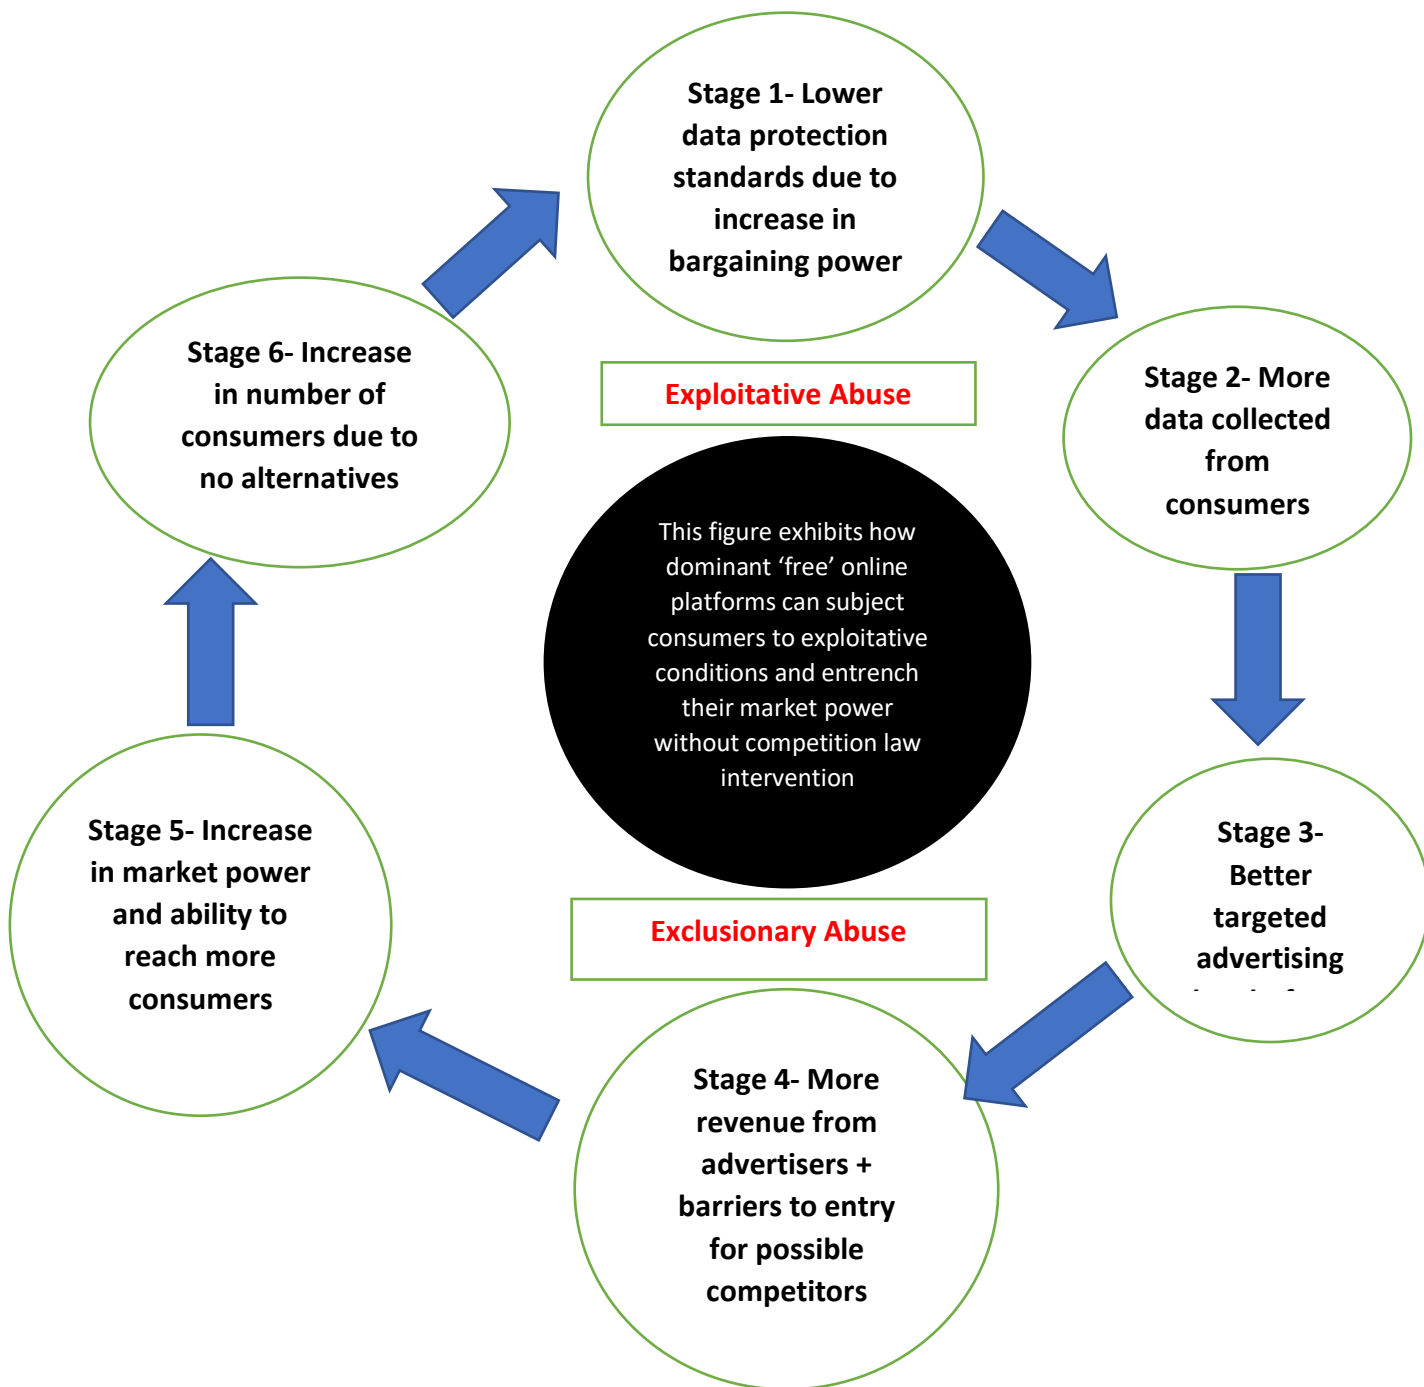 Stage 1- Lower
data protection
standards due to
increase in
bargaining power
Exploitative Abuse
Stage 2- More
data collected
from
consumers
Stage 3-
Better
targeted
advertising
Exclusionary Abuse
Stage 4- More
revenue from
advertisers +
barriers to entry
for possible
competitors
Stage 5- Increase
in market power
and ability to
reach more
consumers
Stage 6- Increase
in number of
consumers due to
no alternatives
This figure exhibits how
dominant ‘free’ online
platforms can subject
consumers to exploitative
conditions and entrench
their market power
without competition law
intervention